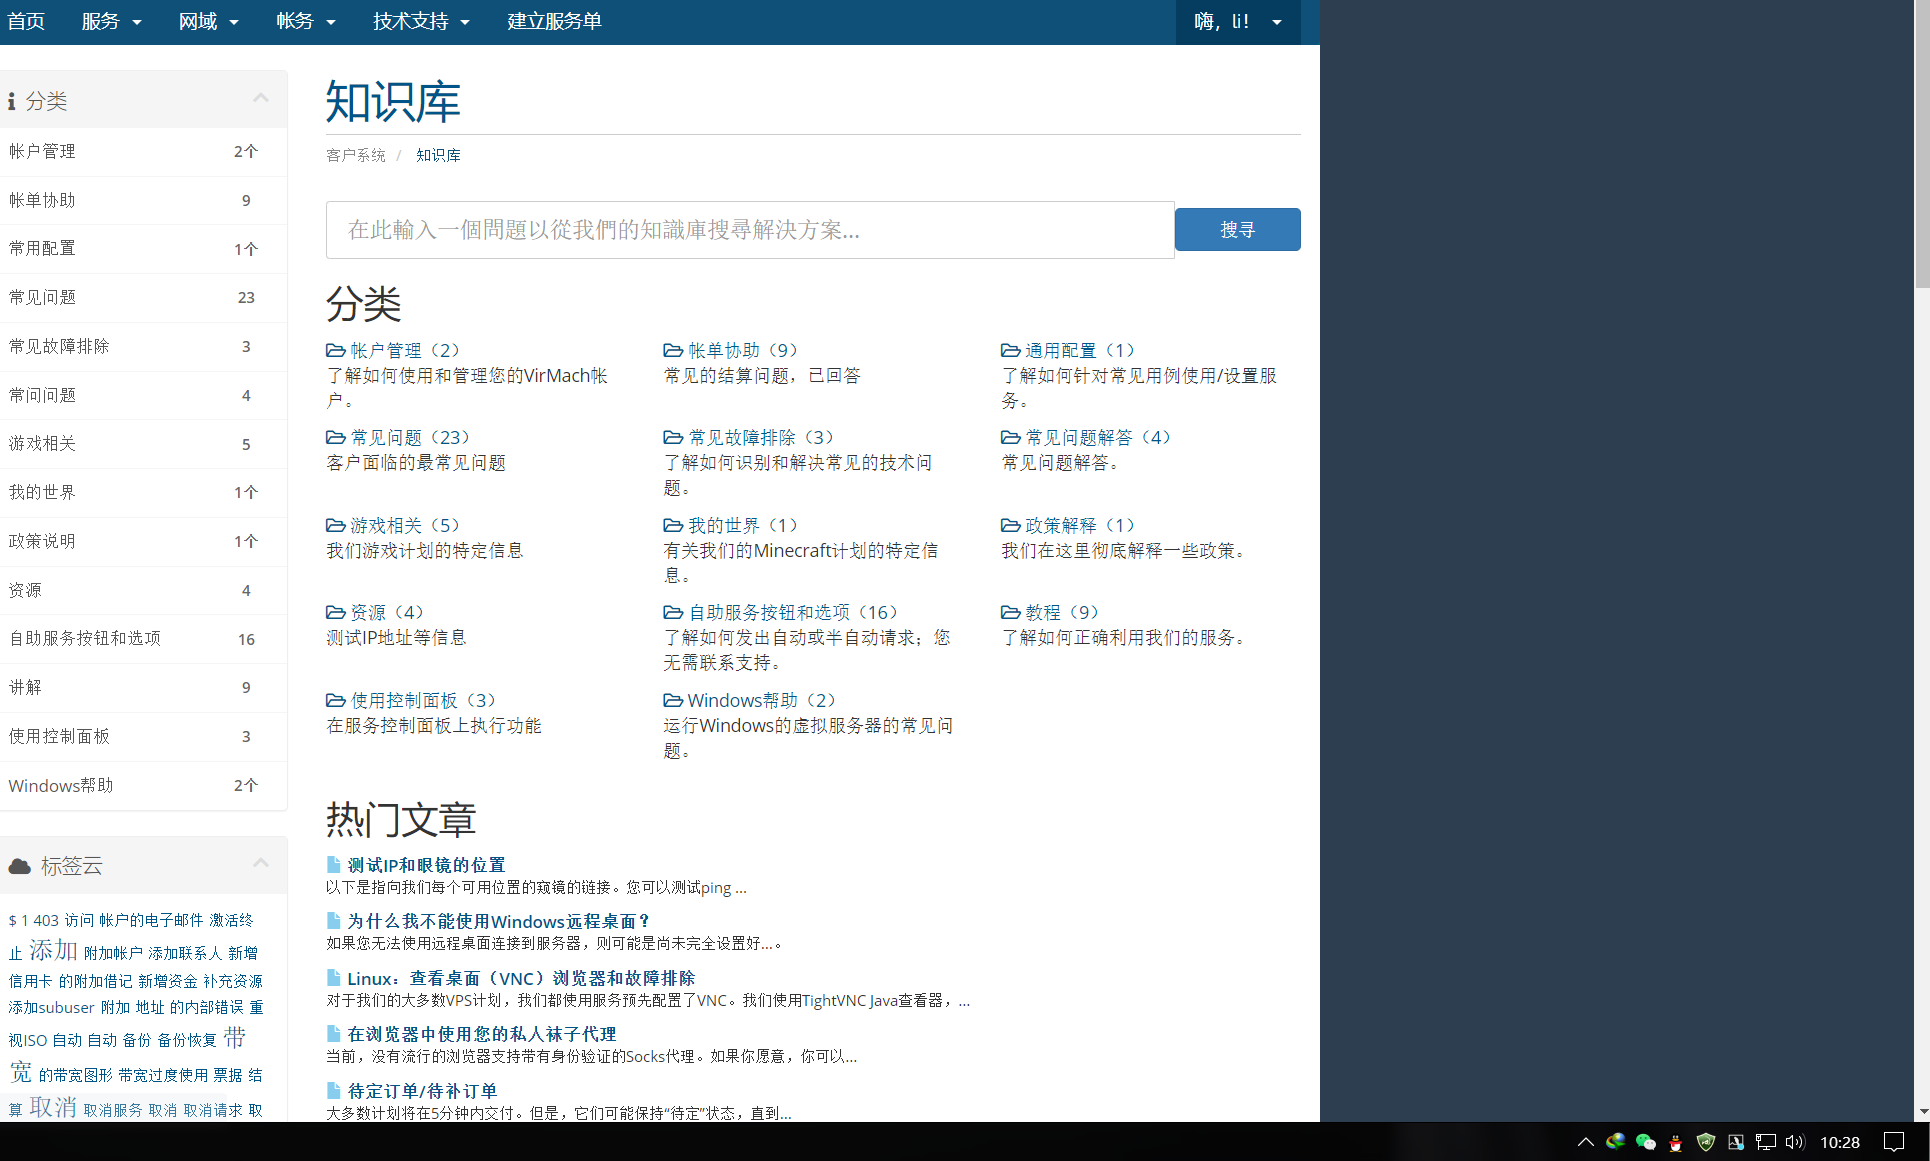 首页 服务 网域 帐务 技术支持 建立服务单 嗨，li！
分类
帐户管理 2个
帐单协助 9
常用配置 1个
常见问题 23
常见故障排除 3
常问问题 4
游戏相关 5
我的世界 1个
政策说明 1个
资源 4
自助服务按钮和选项 16
讲解 9
使用控制面板 3
Windows帮助 2个
标签云
$ 1 403 访问 帐户的电子邮件 激活终
止 添加 附加帐户 添加联系人 新增
信用卡 的附加借记 新增资金 补充资源
添加subuser 附加 地址 的内部错误 重
视ISO 自动 自动 备份 备份恢复 带
宽 的带宽图形 带宽过度使用 票据 结
算 取消 取消服务 取消 取消请求 取
知识库
客户系统 / 知识库
在此輸入一個問題以從我們的知識庫搜尋解決方案... 搜寻
分类
帐户管理（2）
了解如何使用和管理您的VirMach帐
户。
帐单协助（9）
常见的结算问题，已回答
通用配置（1）
了解如何针对常见用例使用/设置服
务。
常见问题（23）
客户面临的最常见问题
常见故障排除（3）
了解如何识别和解决常见的技术问
题。
常见问题解答（4）
常见问题解答。
游戏相关（5）
我们游戏计划的特定信息
我的世界（1）
有关我们的Minecraft计划的特定信
息。
政策解释（1）
我们在这里彻底解释一些政策。
资源（4）
测试IP地址等信息
自助服务按钮和选项（16）
了解如何发出自动或半自动请求；您
无需联系支持。
教程（9）
了解如何正确利用我们的服务。
使用控制面板（3）
在服务控制面板上执行功能
Windows帮助（2）
运行Windows的虚拟服务器的常见问
题。
热门文章
测试IP和眼镜的位置
以下是指向我们每个可用位置的窥镜的链接。您可以测试ping ...
为什么我不能使用Windows远程桌面？
如果您无法使用远程桌面连接到服务器，则可能是尚未完全设置好...。
Linux：查看桌面（VNC）浏览器和故障排除
对于我们的大多数VPS计划，我们都使用服务预先配置了VNC。我们使用TightVNC Java查看器，...
在浏览器中使用您的私人袜子代理
当前，没有流行的浏览器支持带有身份验证的Socks代理。如果你愿意，你可以...
待定订单/待补订单
大多数计划将在5分钟内交付。但是，它们可能保持“待定”状态，直到...
10:28